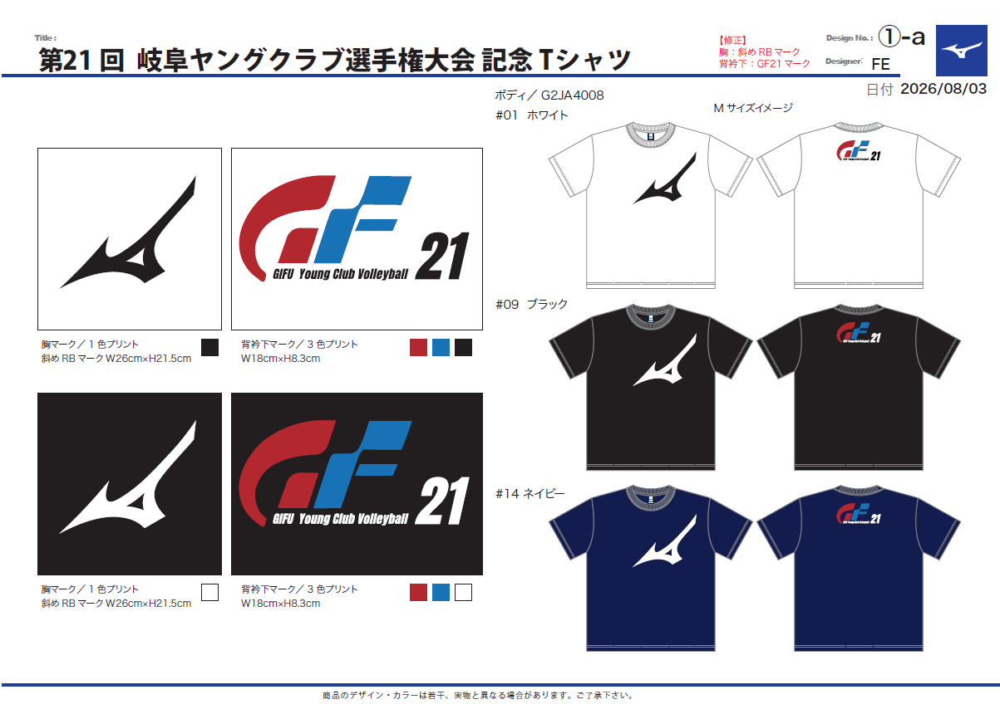 Title :
第21回 岐阜ヤングクラブ選手権大会 記念 Tシャツ
【修正】
胸：斜め RB マーク
背衿下：GF21マーク
Design No. : ①-a
Designer: FE
日付 2026/08/03
ボディ／ G2JA4008
#01 ホワイト
M サイズイメージ
GIFU Young Club Volleyball 21
胸マーク／ 1 色プリント
斜め RB マーク W26cm×H21.5cm
背衿下マーク／ 3 色プリント
W18cm×H8.3cm
21
#09 ブラック
21
GIFU Young Club Volleyball 21
胸マーク／ 1 色プリント
斜め RB マーク W26cm×H21.5cm
背衿下マーク／ 3 色プリント
W18cm×H8.3cm
#14 ネイビー
21
商品のデザイン・カラーは若干、実物と異なる場合があります。ご了承下さい。